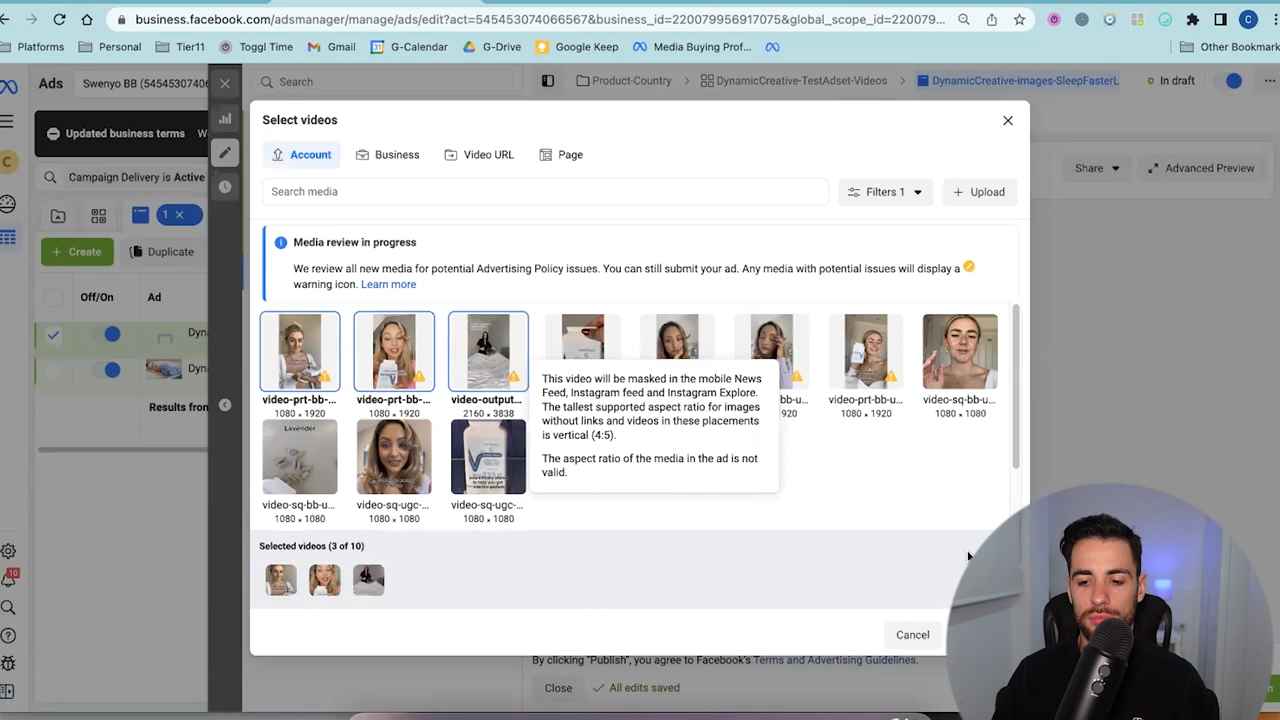 business.facebook.com/adsmanager/manage/ads/edit?act=545453074066567&business_id=220079956917075&global_scope_id=220079...
Platforms
Personal
Tier11
Toggl Time
Gmail
G-Calendar
G-Drive
Google Keep
Media Buying Prof...
Other Bookmark
Ads
Swenyo BB (5454530740
Search
Product-Country
DynamicCreative-TestAdset-Videos
DynamicCreative-images-SleepFasterL
In draft
Updated business terms
Share
Advanced Preview
Campaign Delivery is Active
1
Create
Duplicate
Off/On
Ad
Dyn
Dyn
Results from
C
10
Select videos
Account
Business
Video URL
Page
Search media
Filters 1
Upload
Media review in progress
We review all new media for potential Advertising Policy issues. You can still submit your ad. Any media with potential issues will display a
warning icon. Learn more
video-prt-bb-...
1080 × 1920
video-prt-bb-...
1080 × 1920
video-output...
2160 × 3838
video-prt-bb-u...
video-sq-bb-u...
1080 × 1080
This video will be masked in the mobile News
Feed, Instagram feed and Instagram Explore.
The tallest supported aspect ratio for images
without links and videos in these placements
is vertical (4:5).
The aspect ratio of the media in the ad is not
valid.
Lavender
video-sq-bb-u...
1080 × 1080
video-sq-ugc-...
1080 × 1080
video-sq-ugc-...
1080 × 1080
Selected videos (3 of 10)
Cancel
By clicking "Publish", you agree to Facebook's Terms and Advertising Guidelines.
Close
All edits saved